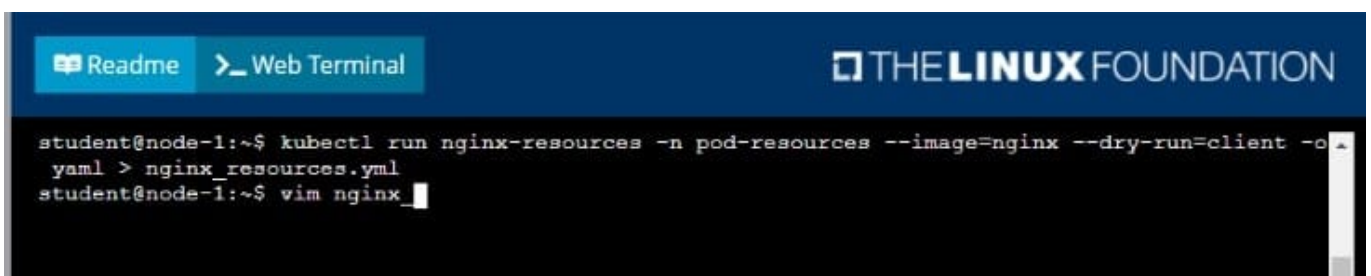 Readme >_ Web Terminal THE LINUX FOUNDATION
student@node-1:~$ kubectl run nginx-resources -n pod-resources --image=nginx --dry-run=client -o
yaml > nginx_resources.yml
student@node-1:~$ vim nginx_